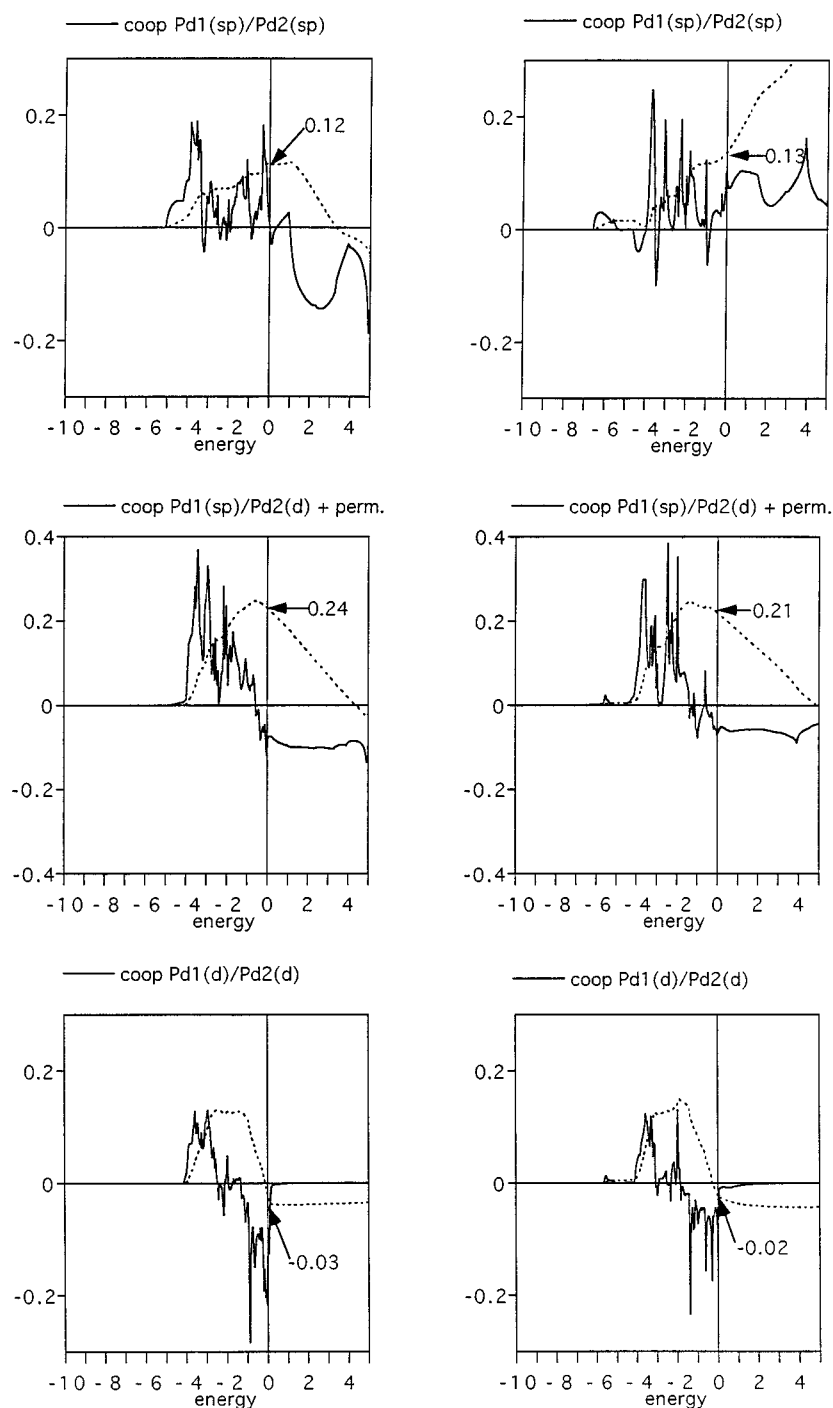 coop Pd1(sp)/Pd2(sp)
0.2
0
-0.2
0.12
-10 -8 -6 -4 -2 0 2 4
energy
coop Pd1(sp)/Pd2(sp)
0.2
0
-0.2
0.13
-10 -8 -6 -4 -2 0 2 4
energy
coop Pd1(sp)/Pd2(d) + perm.
0.4
0.2
0
-0.2
-0.4
0.24
-10 -8 -6 -4 -2 0 2 4
energy
coop Pd1(sp)/Pd2(d) + perm.
0.4
0.2
0
-0.2
-0.4
0.21
-10 -8 -6 -4 -2 0 2 4
energy
coop Pd1(d)/Pd2(d)
0.2
0
-0.2
-0.03
-10 -8 -6 -4 -2 0 2 4
energy
coop Pd1(d)/Pd2(d)
0.2
0
-0.2
-0.02
-10 -8 -6 -4 -2 0 2 4
energy